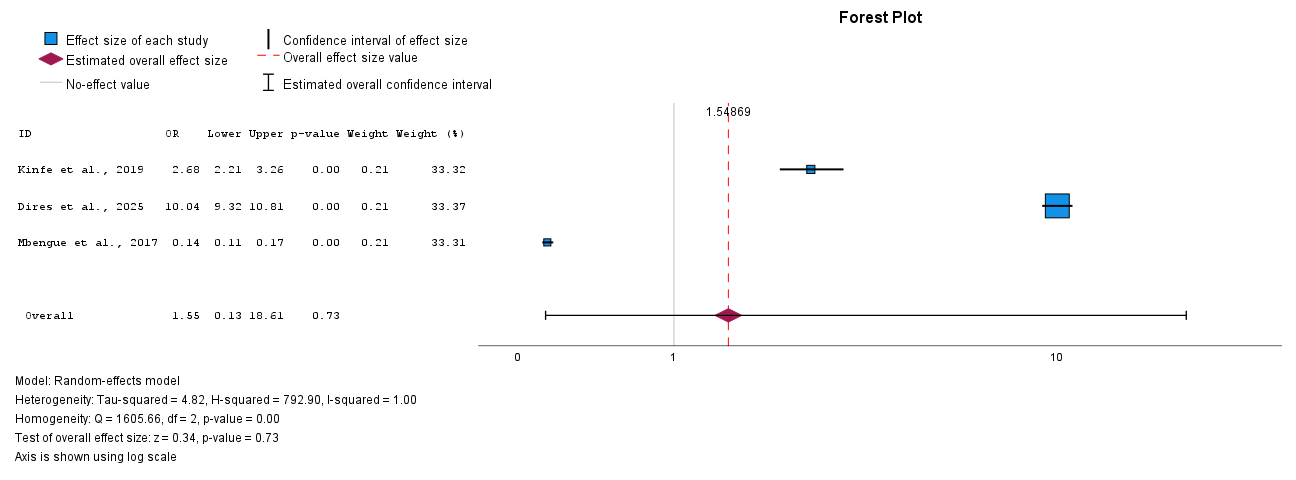 Forest Plot
Effect size of each study
Confidence interval of effect size
Estimated overall effect size
Overall effect size value
No-effect value
Estimated overall confidence interval
1.54869
ID OR Lower Upper p-value Weight Weight (%)
Kinfe et al., 2019 2.68 2.21 3.26 0.00 0.21 33.32
Dires et al., 2025 10.04 9.32 10.81 0.00 0.21 33.37
Mbengue et al., 2017 0.14 0.11 0.17 0.00 0.21 33.31
Overall 1.55 0.13 18.61 0.73
0 1 10
Model: Random-effects model
Heterogeneity: Tau-squared = 4.82, H-squared = 792.90, I-squared = 1.00
Homogeneity: Q = 1605.66, df = 2, p-value = 0.00
Test of overall effect size: z = 0.34, p-value = 0.73
Axis is shown using log scale